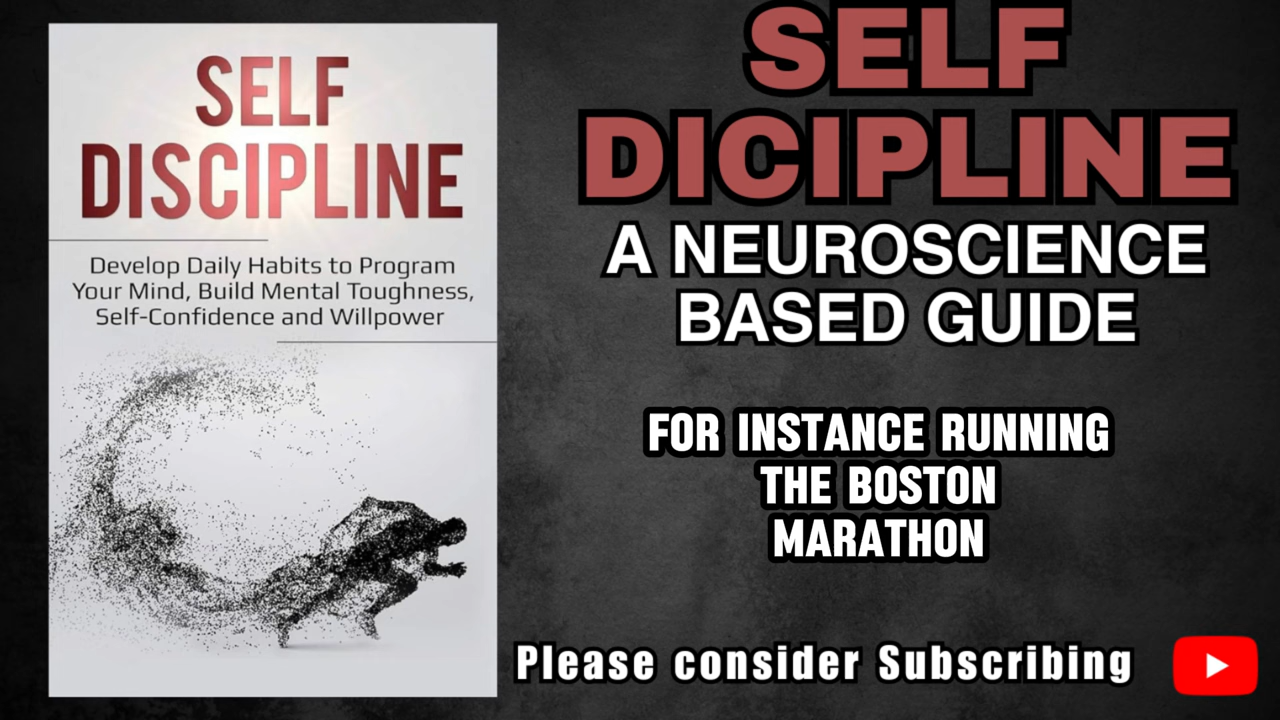 SELF
DISCIPLINE
Develop Daily Habits to Program
Your Mind, Build Mental Toughness,
Self-Confidence and Willpower
SELF
DICIPLINE
A NEUROSCIENCE
BASED GUIDE
FOR INSTANCE RUNNING
THE BOSTON
MARATHON
Please consider Subscribing